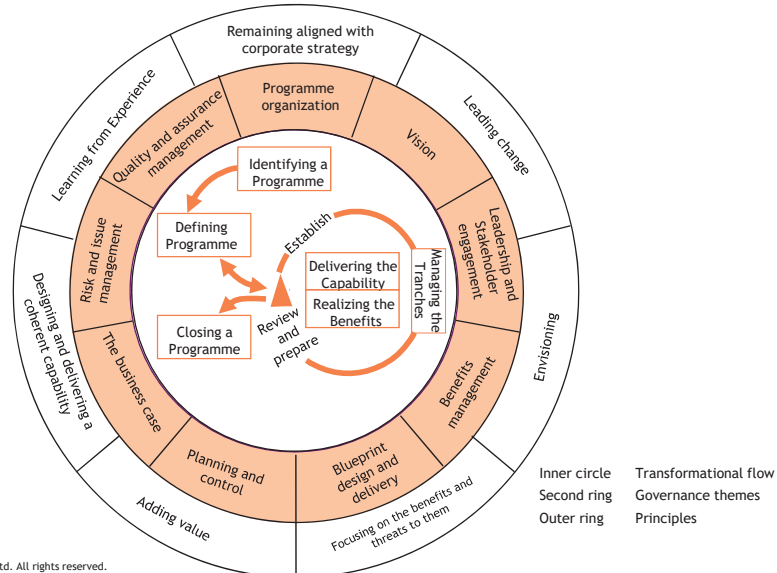 Remaining aligned with
corporate strategy
Leading change
Envisioning
Focusing on the benefits and
threats to them
Adding value
Designing and delivering a
coherent capability
Learning from Experience
Programme
organization
Vision
Leadership and
Stakeholder
engagement
Benefits
management
Blueprint
design and
delivery
Planning and
control
The business case
Risk and issue
management
Quality and assurance
management
Identifying a
Programme
Defining
Programme
Closing a
Programme
Establish
Delivering the
Capability
Realizing the
Benefits
Managing the
Tranches
Review
and
prepare
Inner circle Transformational flow
Second ring Governance themes
Outer ring Principles
td. All rights reserved.